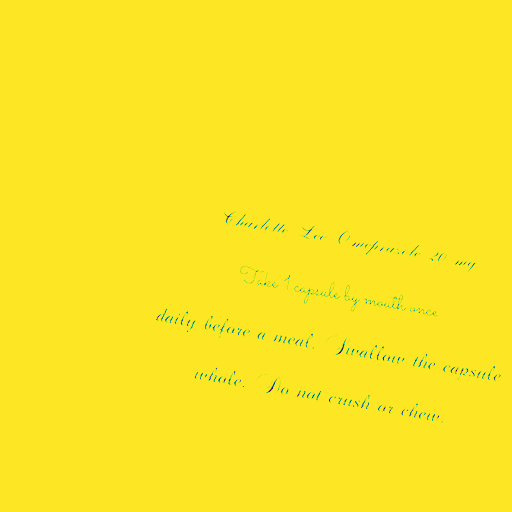 Charlotte Lee Omeprazole 20 mg
Take 1 capsule by mouth once
daily before a meal. Swallow the capsule
whole. Do not crush or chew.